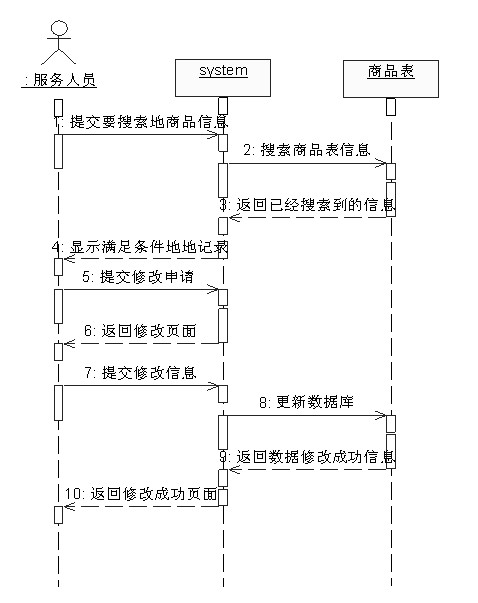 : 服务人员
system
商品表
1: 提交要搜索地商品信息
2: 搜索商品表信息
3: 返回已经搜索到的信息
4: 显示满足条件地地记录
5: 提交修改申请
6: 返回修改页面
7: 提交修改信息
8: 更新数据库
9: 返回数据修改成功信息
10: 返回修改成功页面